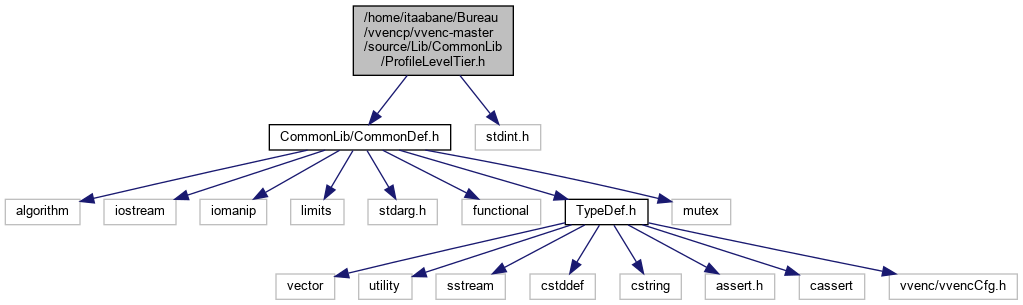 /home/itaabane/Bureau
/vvencp/vvenc-master
/source/Lib/CommonLib
/ProfileLevelTier.h
CommonLib/CommonDef.h
stdint.h
algorithm
iostream
iomanip
limits
stdarg.h
functional
TypeDef.h
mutex
vector
utility
sstream
cstddef
cstring
assert.h
cassert
vvenc/vvencCfg.h